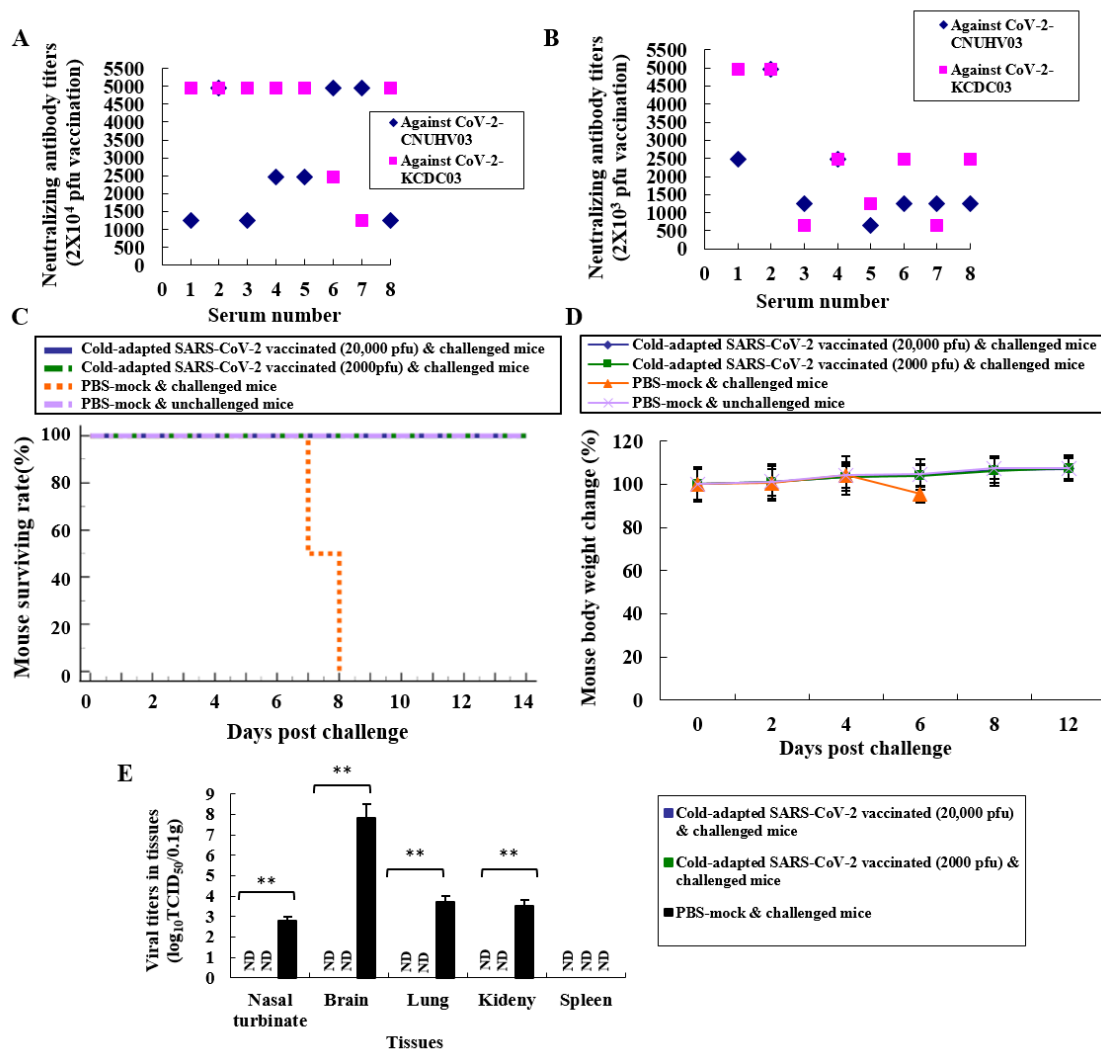 A
Neutralizing antibody titers
(2X10⁴ pfu vaccination)
5500
5000
4500
4000
3500
3000
2500
2000
1500
1000
500
0
0 1 2 3 4 5 6 7 8
Serum number
Against CoV-2-
CNUHV03
Against CoV-2-
KCDC03
B
Neutralizing antibody titers
(2X10³ pfu vaccination)
5500
5000
4500
4000
3500
3000
2500
2000
1500
1000
500
0
0 1 2 3 4 5 6 7 8
Serum number
Against CoV-2-
CNUHV03
Against CoV-2-
KCDC03
C
Cold-adapted SARS-CoV-2 vaccinated (20,000 pfu) & challenged mice
Cold-adapted SARS-CoV-2 vaccinated (2000pfu) & challenged mice
PBS-mock & challenged mice
PBS-mock & unchallenged mice
Mouse surviving rate(%)
100
80
60
40
20
0
0 2 4 6 7 8 10 12 14
Days post challenge
D
Cold-adapted SARS-CoV-2 vaccinated (20,000 pfu) & challenged mice
Cold-adapted SARS-CoV-2 vaccinated (2000 pfu) & challenged mice
PBS-mock & challenged mice
PBS-mock & unchallenged mice
Mouse body weight change (%)
120
100
80
60
40
20
0
0 2 4 6 8 12
Days post challenge
E
Viral titers in tissues
(log₁₀TCID₅₀/0.1g)
9
8
7
6
5
4
3
2
1
0
** ** ** **
ND ND ND ND ND ND ND ND ND ND ND
Nasal Brain Lung Kideny Spleen
turbinate
Tissues
Cold-adapted SARS-CoV-2 vaccinated (20,000 pfu)
& challenged mice
Cold-adapted SARS-CoV-2 vaccinated (2000 pfu) &
challenged mice
PBS-mock & challenged mice